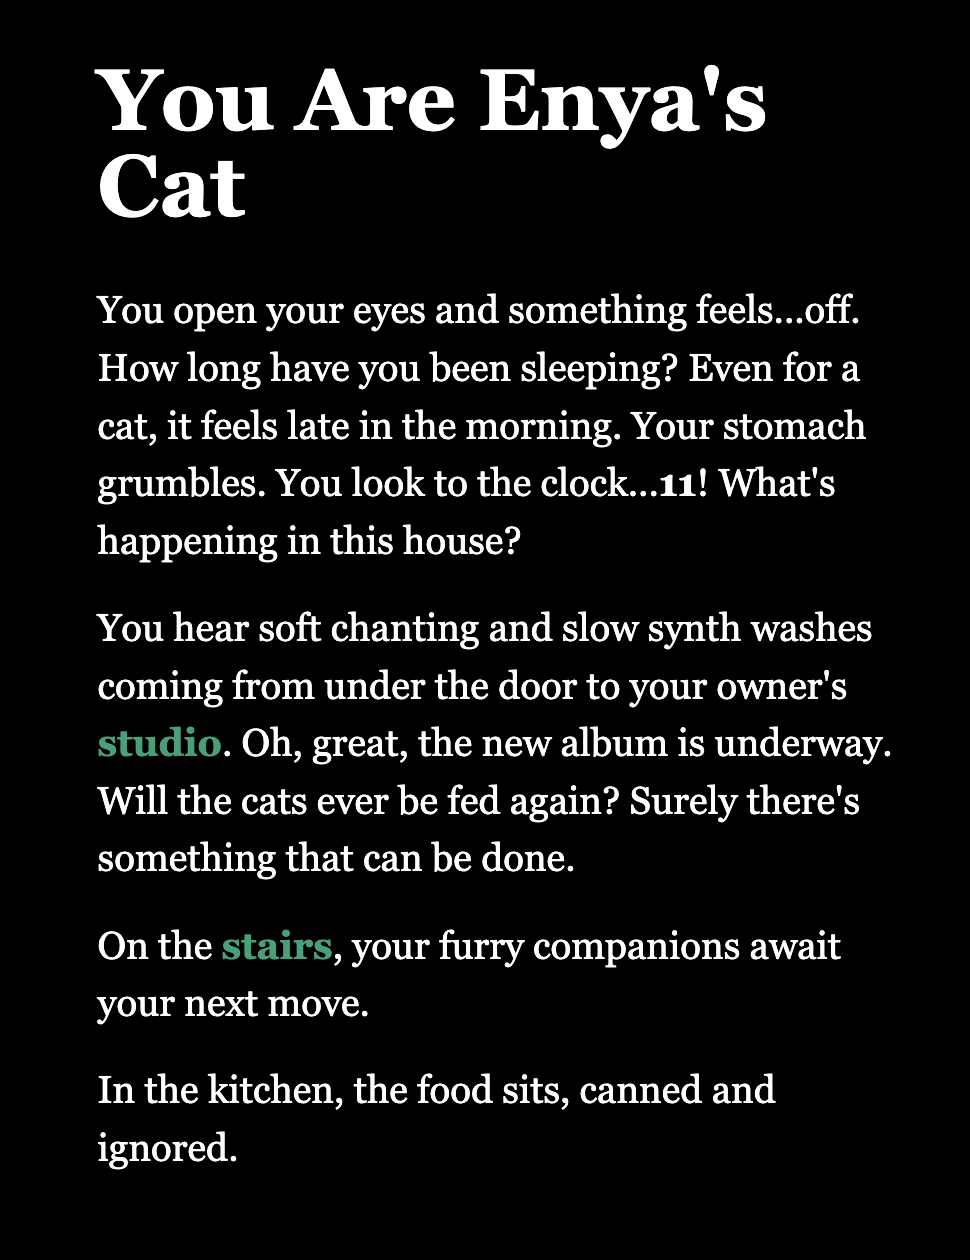 You Are Enya's
Cat
You open your eyes and something feels...off.
How long have you been sleeping? Even for a
cat, it feels late in the morning. Your stomach
grumbles. You look to the clock...11! What's
happening in this house?
You hear soft chanting and slow synth washes
coming from under the door to your owner's
studio. Oh, great, the new album is underway.
Will the cats ever be fed again? Surely there's
something that can be done.
On the stairs, your furry companions await
your next move.
In the kitchen, the food sits, canned and
ignored.